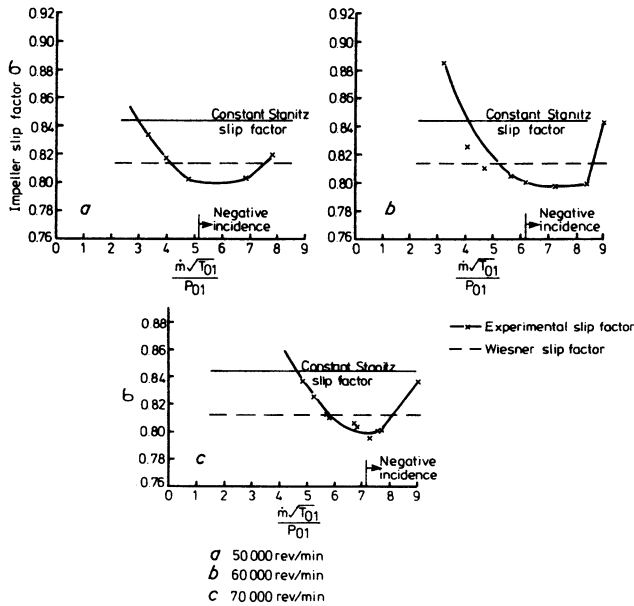 0.92
0.90
0.88
0.86
0.84
0.82
0.80
0.78
0.76
Impeller slip factor σ
Constant Stanitz
slip factor
a
Negative
incidence
0 1 2 3 4 5 6 7 8 9
ṁ√T01
P01
0.92
0.90
0.88
0.86
0.84
0.82
0.80
0.78
0.76
Constant Stanitz
slip factor
b
Negative
incidence
0 1 2 3 4 5 6 7 8 9
ṁ√T01
P01
0.88
0.86
0.84
0.82
0.80
0.78
0.76
σ
Constant Stanitz
slip factor
c
Negative
incidence
0 1 2 3 4 5 6 7 8 9
ṁ√T01
P01
Experimental slip factor
Wiesner slip factor
a 50 000 rev/min
b 60 000 rev/min
c 70 000 rev/min